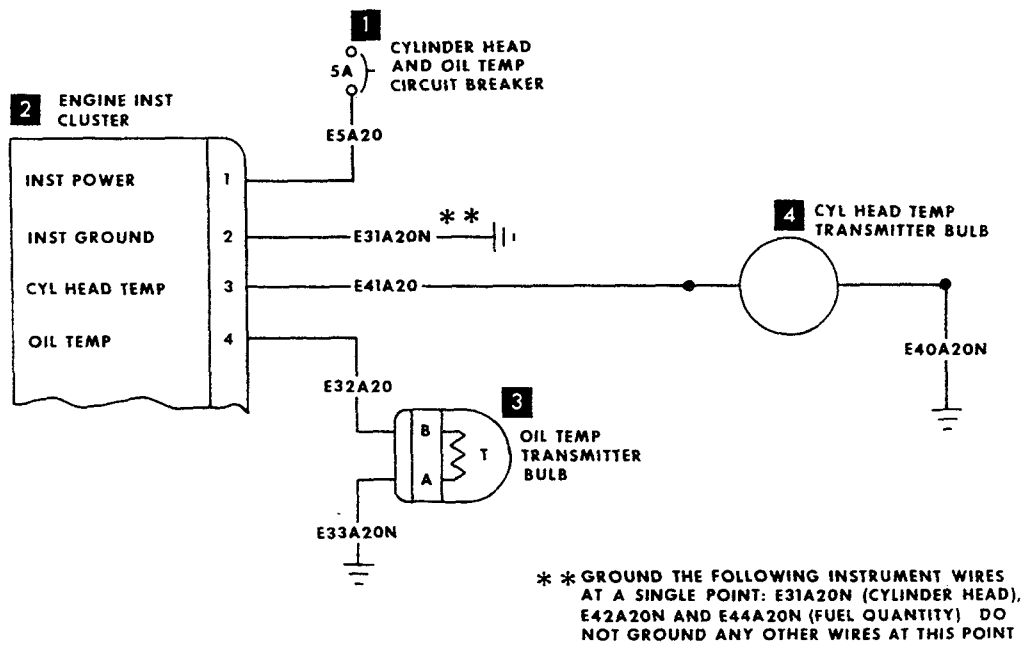 1
CYLINDER HEAD
AND OIL TEMP
CIRCUIT BREAKER
5A
2
ENGINE INST
CLUSTER
E5A20
INST POWER 1
INST GROUND 2 E31A20N * *
CYL HEAD TEMP 3 E41A20
OIL TEMP 4
4
CYL HEAD TEMP
TRANSMITTER BULB
E40A20N
E32A20
3
OIL TEMP
TRANSMITTER
BULB
B
T
A
E33A20N
* * GROUND THE FOLLOWING INSTRUMENT WIRES
AT A SINGLE POINT: E31A20N (CYLINDER HEAD),
E42A20N AND E44A20N (FUEL QUANTITY) DO
NOT GROUND ANY OTHER WIRES AT THIS POINT